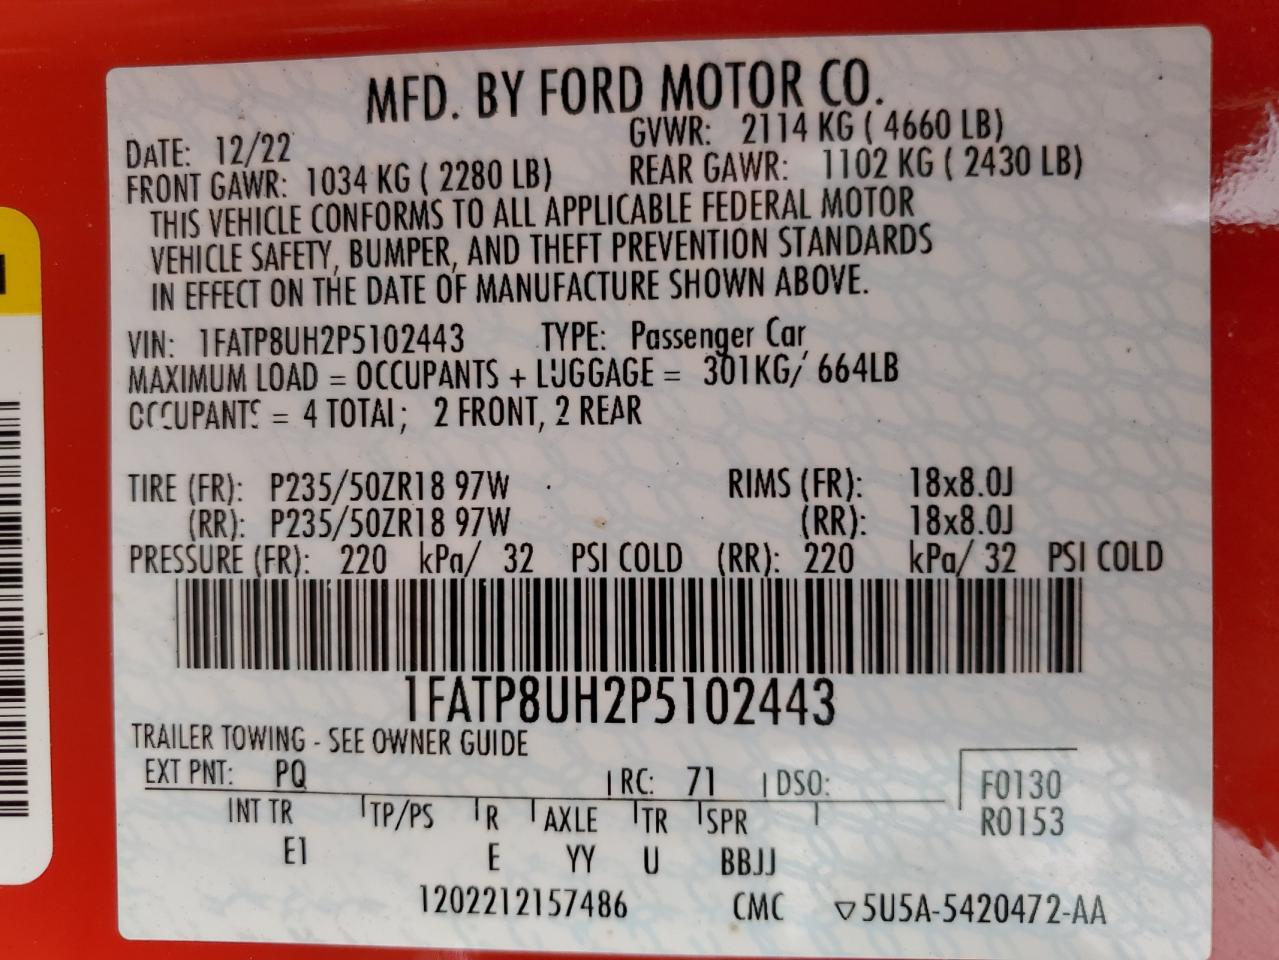 MFD. BY FORD MOTOR CO.
DATE: 12/22 GVWR: 2114 KG ( 4660 LB)
FRONT GAWR: 1034 KG ( 2280 LB) REAR GAWR: 1102 KG ( 2430 LB)
THIS VEHICLE CONFORMS TO ALL APPLICABLE FEDERAL MOTOR
VEHICLE SAFETY, BUMPER, AND THEFT PREVENTION STANDARDS
IN EFFECT ON THE DATE OF MANUFACTURE SHOWN ABOVE.
VIN: 1FATP8UH2P5102443 TYPE: Passenger Car
MAXIMUM LOAD = OCCUPANTS + LUGGAGE = 301KG/ 664LB
OCCUPANTS = 4 TOTAL; 2 FRONT, 2 REAR
TIRE (FR): P235/50ZR18 97W RIMS (FR): 18x8.0J
(RR): P235/50ZR18 97W (RR): 18x8.0J
PRESSURE (FR): 220 kPa/ 32 PSI COLD (RR): 220 kPa/ 32 PSI COLD
1FATP8UH2P5102443
TRAILER TOWING - SEE OWNER GUIDE
EXT PNT: PQ RC: 71 DSO: F0130
INT TR TP/PS R AXLE TR SPR R0153
E1 E YY U BBJJ
1202212157486 CMC ▽5U5A-5420472-AA